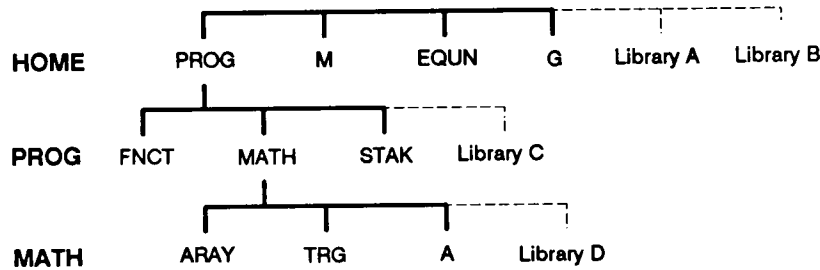 HOME PROG M EQUN G Library A Library B
PROG FNCT MATH STAK Library C
MATH ARAY TRG A Library D